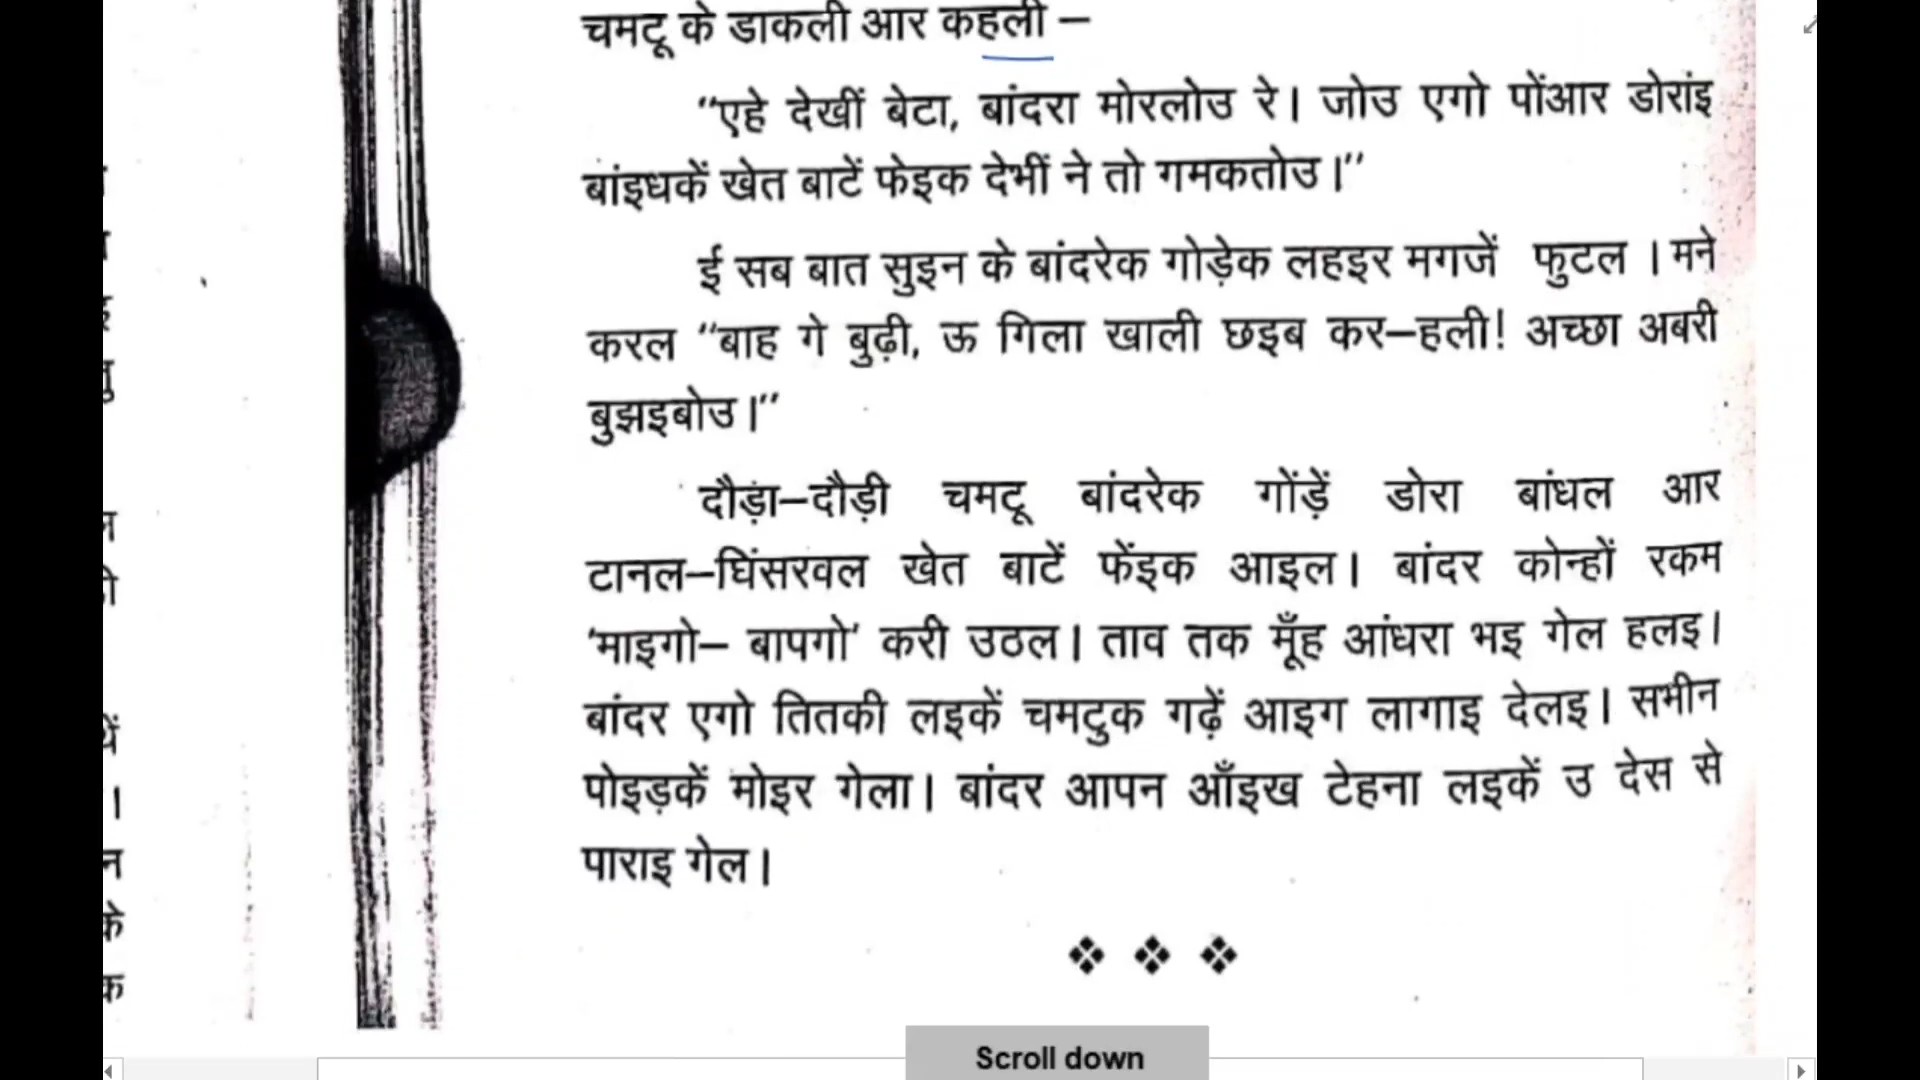 चमटू के डाकली आर कहली –
“एहे देखीं बेटा, बांदरा मोरलोउ रे। जोउ एगो पोंआर डोरांइ
बांइधकें खेत बाटें फेइक देभीं ने तो गमकतोउ।”
ई सब बात सुइन के बांदरेक गोड़ेक लहइर मगजें फुटल । मने
करल “बाह गे बुढ़ी, ऊ गिला खाली छइब कर–हली! अच्छा अबरी
बुझइबोउ।”
दौड़ा–दौड़ी चमटू बांदरेक गोंड़ें डोरा बांधल आर
टानल–घिंसरवल खेत बाटें फेंइक आइल। बांदर कोन्हों रकम
‘माइगो– बापगो’ करी उठल। ताव तक मूँह आंधरा भइ गेल हलइ।
बांदर एगो तितकी लइकें चमटुक गढ़ें आइग लागाइ देलइ। सभीन
पोइड़कें मोइर गेला। बांदर आपन आँइख टेहना लइकें उ देस से
पाराइ गेल।
Scroll down